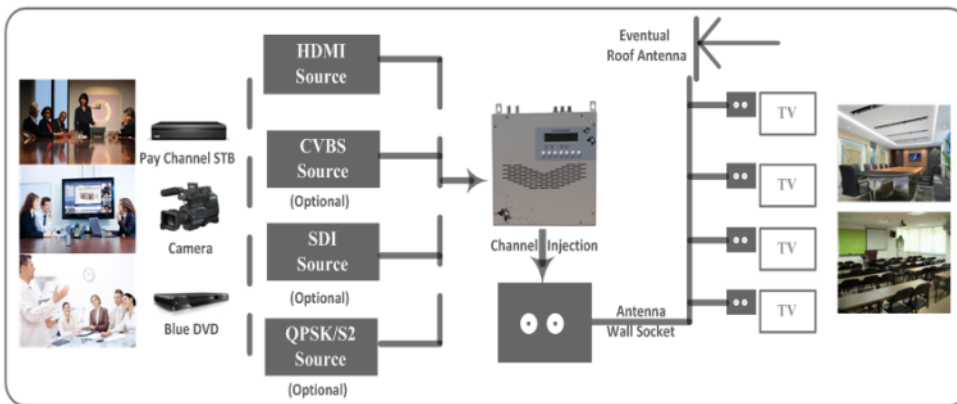 HDMI
Source
Pay Channel STB
CVBS
Source
(Optional)
Camera
SDI
Source
(Optional)
Blue DVD
QPSK/S2
Source
(Optional)
Channel Injection
Antenna
Wall Socket
Eventual
Roof Antenna
TV
TV
TV
TV